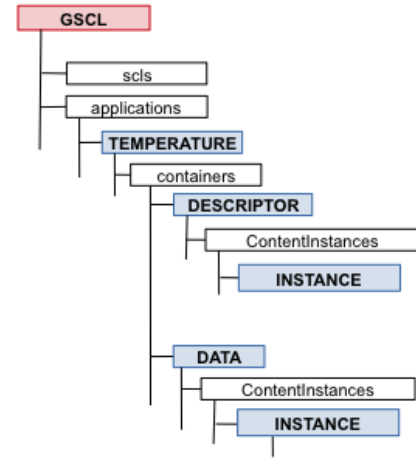 GSCL
scls
applications
TEMPERATURE
containers
DESCRIPTOR
ContentInstances
INSTANCE
DATA
ContentInstances
INSTANCE